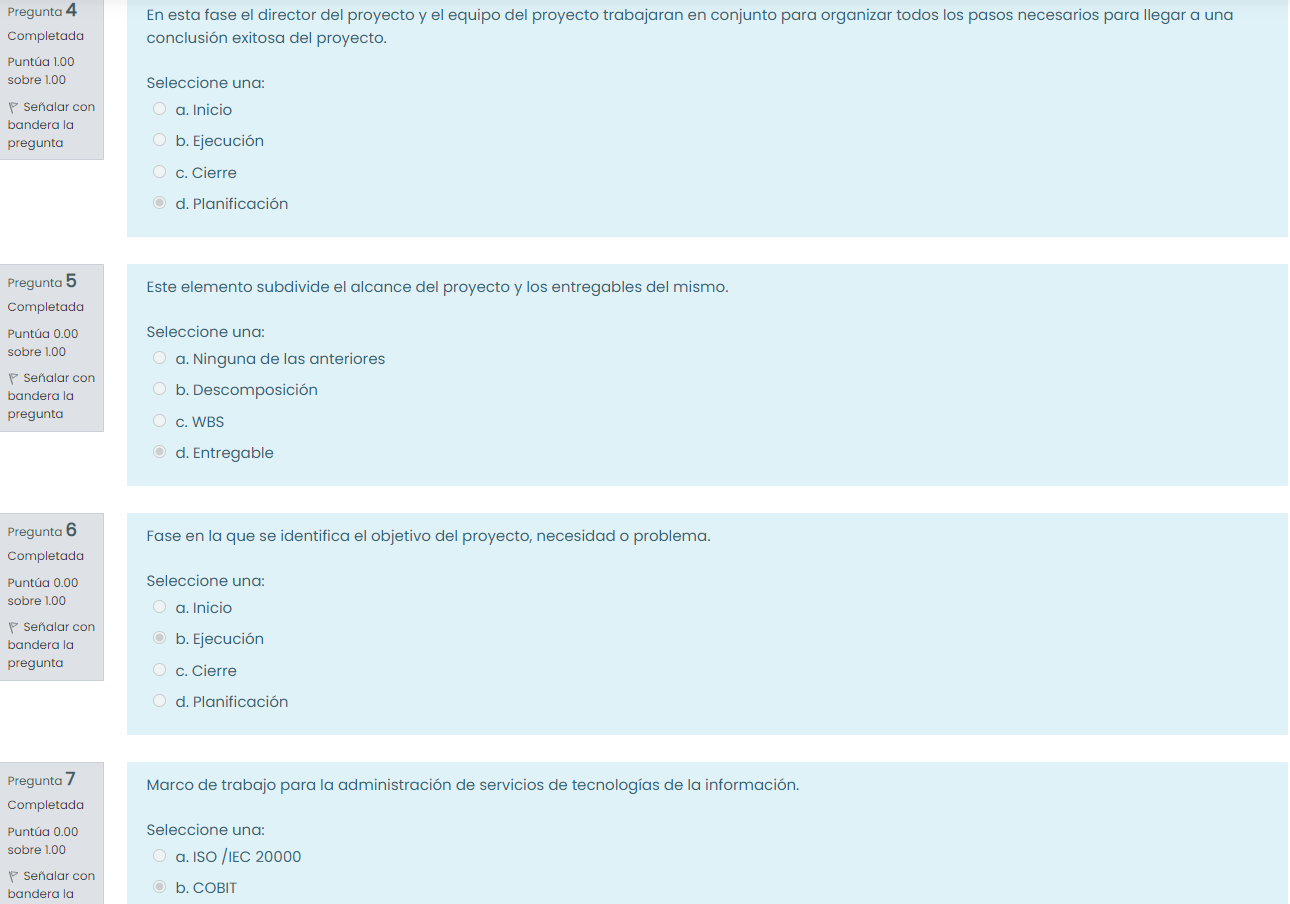 Pregunta 4
Completada
Puntúa 1.00
sobre 1.00
Señalar con
bandera la
pregunta
En esta fase el director del proyecto y el equipo del proyecto trabajaran en conjunto para organizar todos los pasos necesarios para llegar a una
conclusión exitosa del proyecto.
Seleccione una:
a. Inicio
b. Ejecución
c. Cierre
d. Planificación
Pregunta 5
Completada
Puntúa 0.00
sobre 1.00
Señalar con
bandera la
pregunta
Este elemento subdivide el alcance del proyecto y los entregables del mismo.
Seleccione una:
a. Ninguna de las anteriores
b. Descomposición
c. WBS
d. Entregable
Pregunta 6
Completada
Puntúa 0.00
sobre 1.00
Señalar con
bandera la
pregunta
Fase en la que se identifica el objetivo del proyecto, necesidad o problema.
Seleccione una:
a. Inicio
b. Ejecución
c. Cierre
d. Planificación
Pregunta 7
Completada
Puntúa 0.00
sobre 1.00
Señalar con
bandera la
Marco de trabajo para la administración de servicios de tecnologías de la información.
Seleccione una:
a. ISO /IEC 20000
b. COBIT